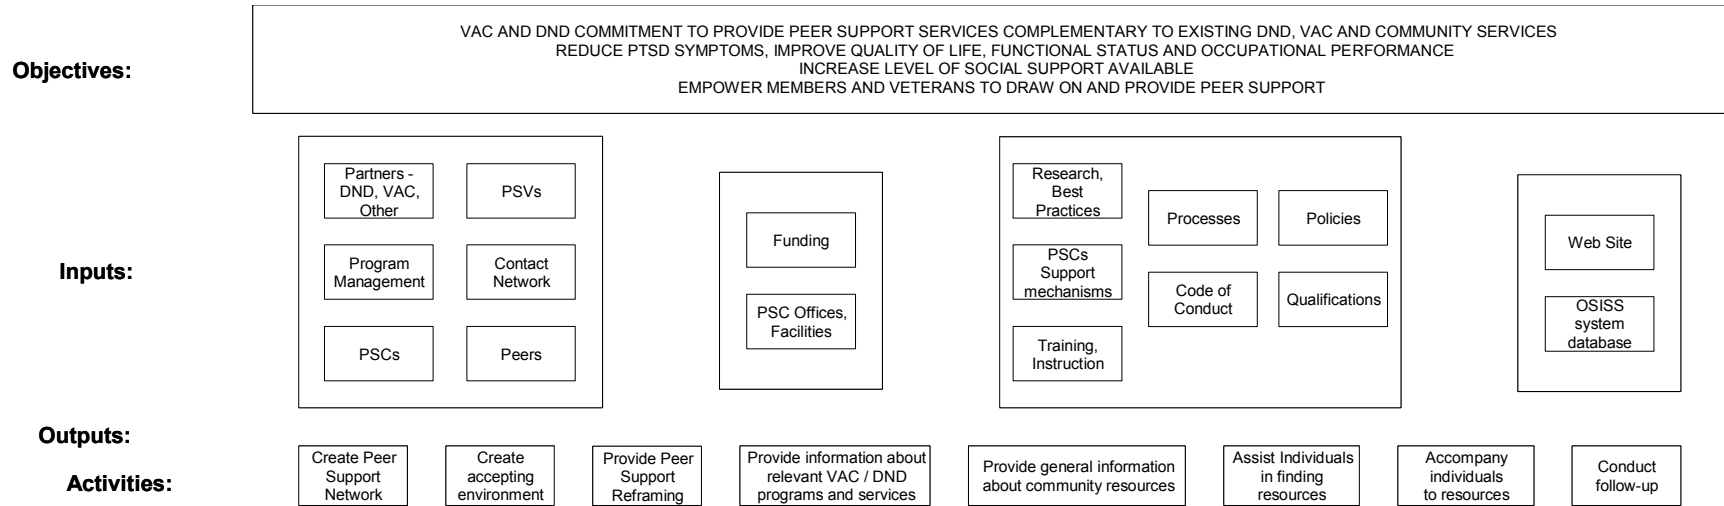 VAC AND DND COMMITMENT TO PROVIDE PEER SUPPORT SERVICES COMPLEMENTARY TO EXISTING DND, VAC AND COMMUNITY SERVICES
REDUCE PTSD SYMPTOMS, IMPROVE QUALITY OF LIFE, FUNCTIONAL STATUS AND OCCUPATIONAL PERFORMANCE
Objectives:
INCREASE LEVEL OF SOCIAL SUPPORT AVAILABLE
EMPOWER MEMBERS AND VETERANS TO DRAW ON AND PROVIDE PEER SUPPORT
Inputs:
Partners -
DND, VAC,
Other
PSVs
Program
Management
Contact
Network
PSCs
Peers
Funding
PSC Offices,
Facilities
Research,
Best
Practices
Processes
Policies
PSCs
Support
mechanisms
Code of
Conduct
Qualifications
Training,
Instruction
Web Site
OSISS
system
database
Outputs:
Activities:
Create Peer
Support
Network
Create
accepting
environment
Provide Peer
Support
Reframing
Provide information about
relevant VAC / DND
programs and services
Provide general information
about community resources
Assist Individuals
in finding
resources
Accompany
individuals
to resources
Conduct
follow-up